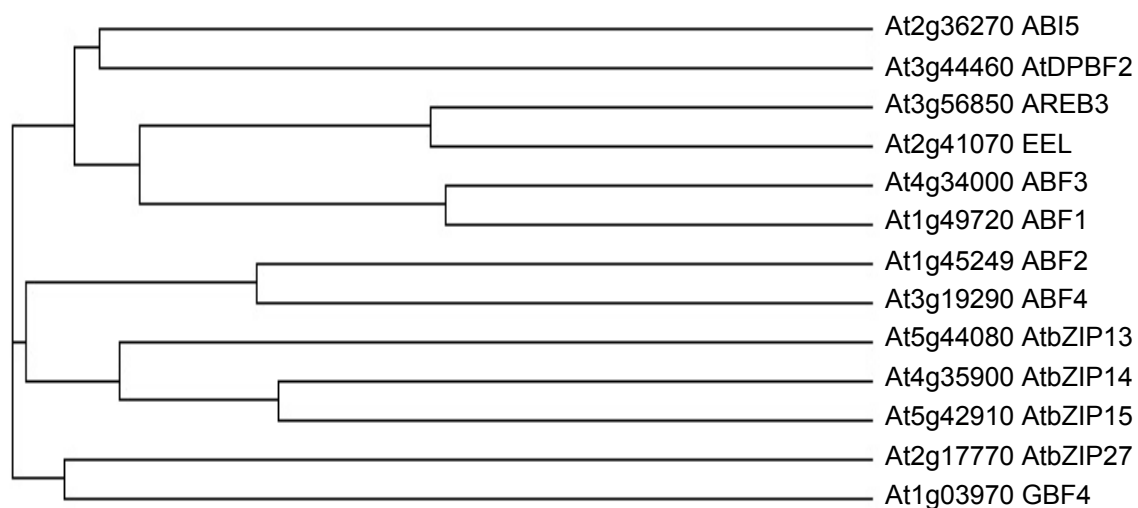 At2g36270 ABI5
At3g44460 AtDPBF2
At3g56850 AREB3
At2g41070 EEL
At4g34000 ABF3
At1g49720 ABF1
At1g45249 ABF2
At3g19290 ABF4
At5g44080 AtbZIP13
At4g35900 AtbZIP14
At5g42910 AtbZIP15
At2g17770 AtbZIP27
At1g03970 GBF4